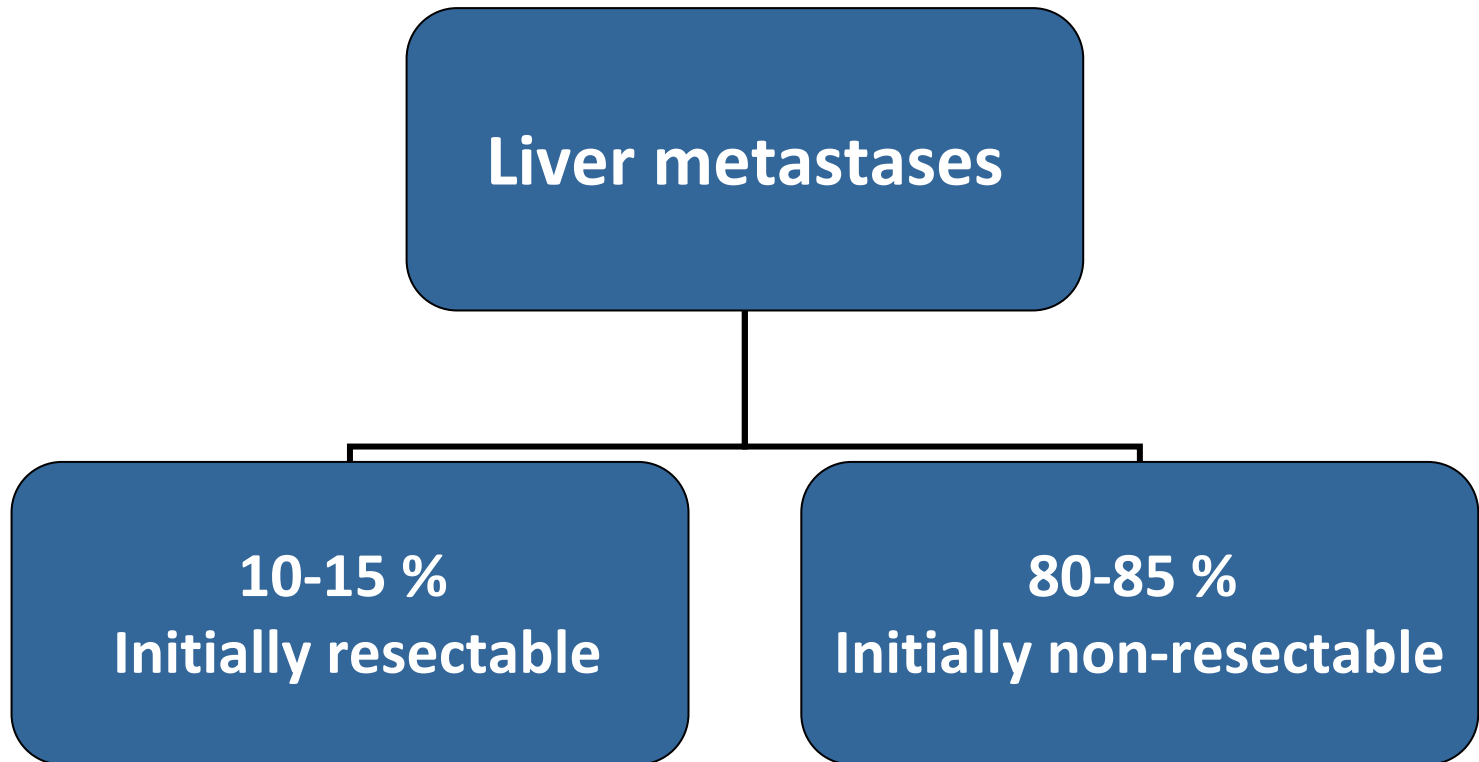 Liver metastases
10-15 %
Initially resectable
80-85 %
Initially non-resectable